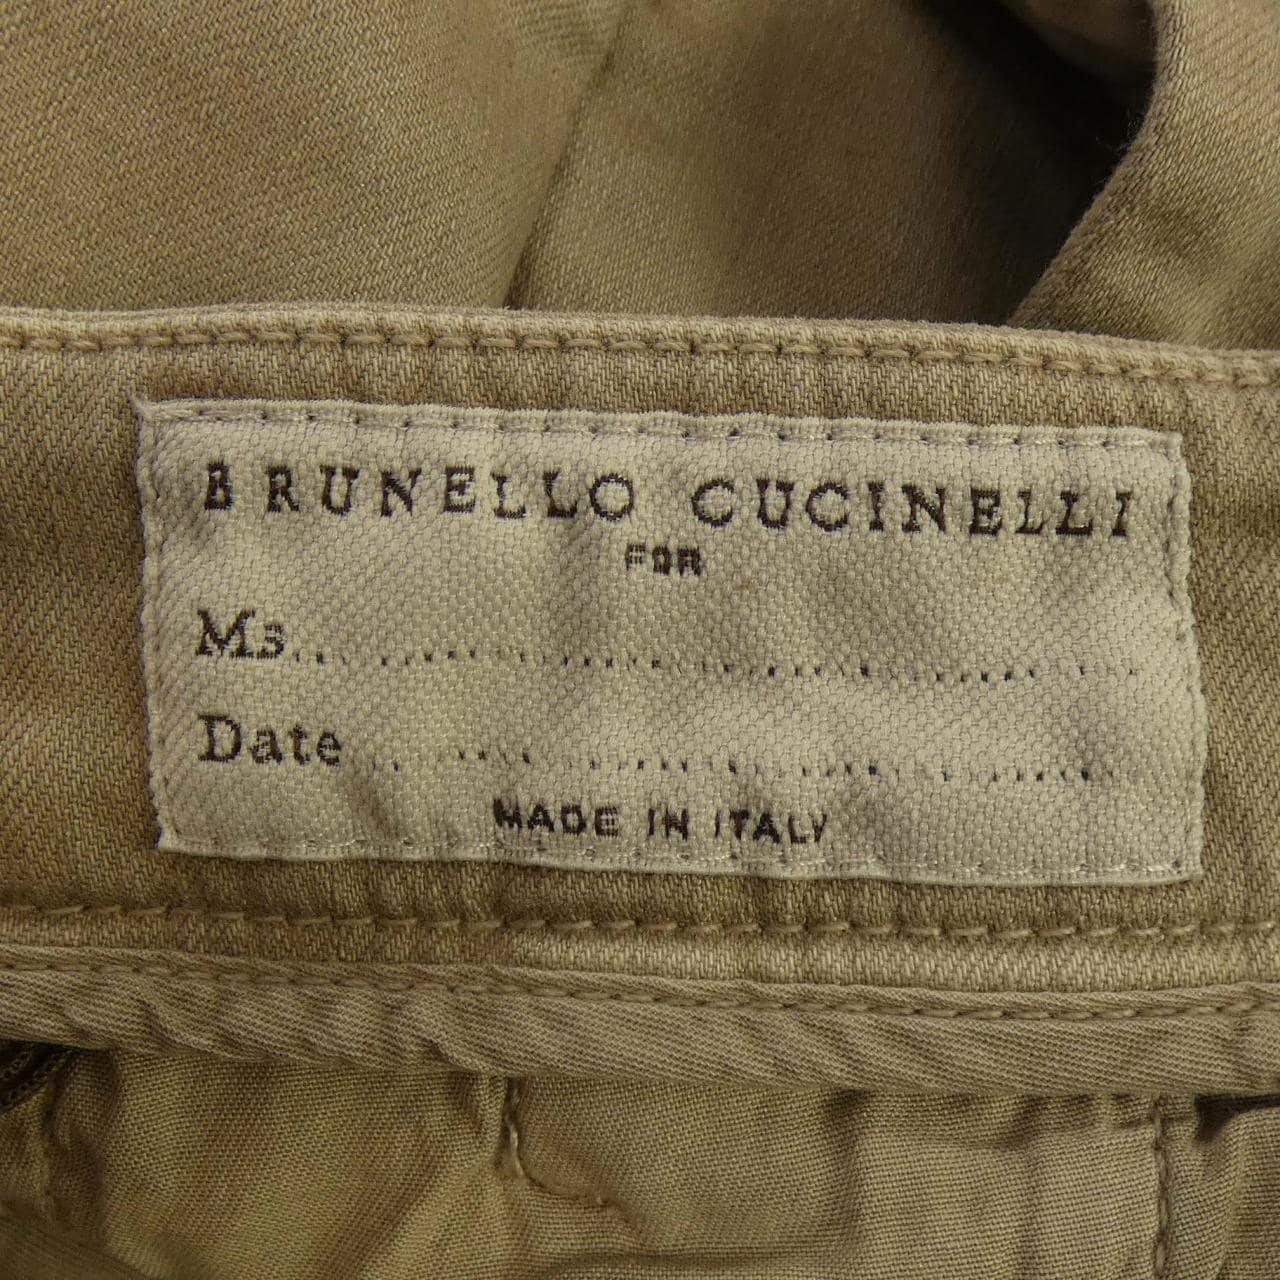 BRUNELLO CUCINELLI
FOR
Ms..............................
Date ..............................
MADE IN ITALY